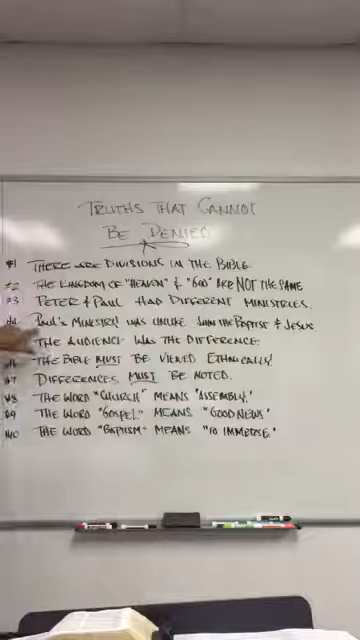 TRUTHS THAT CANNOT
BE DENIED
#1 THERE ARE DIVISIONS IN THE BIBLE.
#2 THE KINGDOM OF "HEAVEN" & "GOD" ARE NOT THE SAME
#3 PETER & PAUL HAD DIFFERENT MINISTRIES.
#4 PAUL'S MINISTRY WAS UNLIKE JOHN THE BAPTIST & JESUS
THE AUDIENCE WAS THE DIFFERENCE.
THE BIBLE MUST BE VIEWED ETHNICALLY!
#7 DIFFERENCES MUST BE NOTED.
#8 THE WORD "CHURCH" MEANS "ASSEMBLY."
#9 THE WORD "GOSPEL" MEANS "GOOD NEWS"
#10 THE WORD "BAPTISM" MEANS "TO IMMERSE."